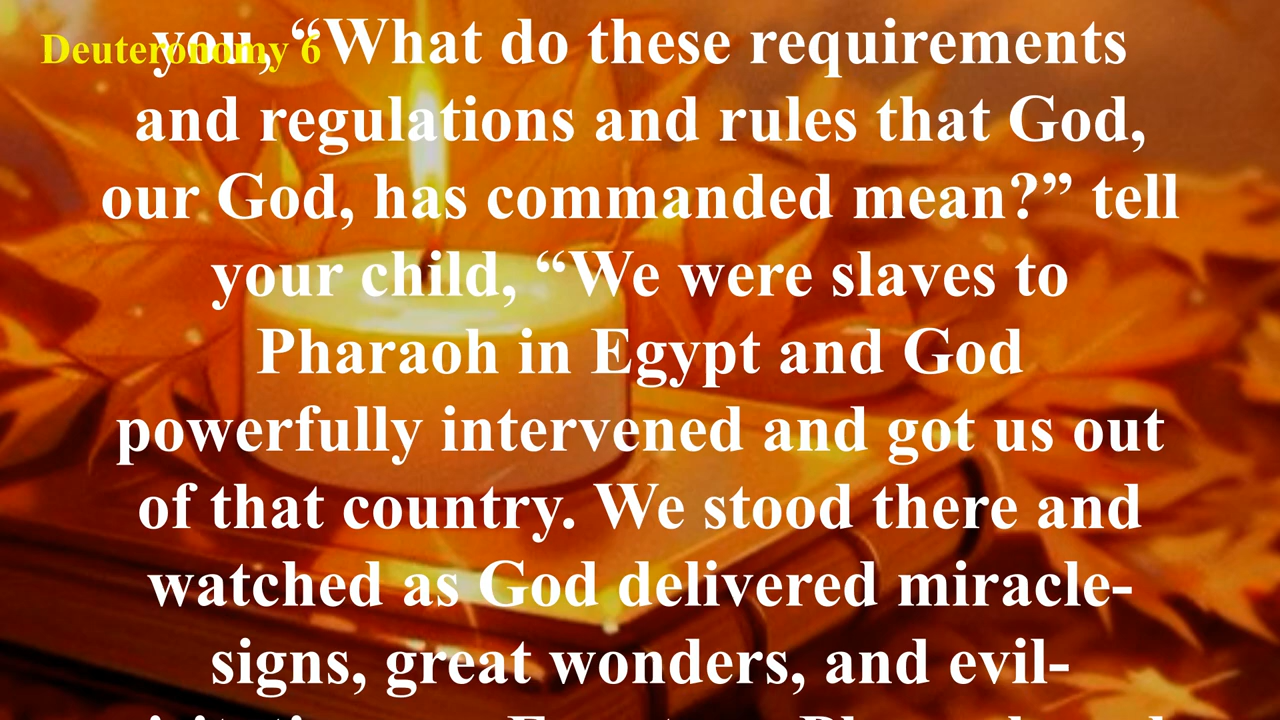 Deuteronomy 6
you, “What do these requirements
and regulations and rules that God,
our God, has commanded mean?” tell
your child, “We were slaves to
Pharaoh in Egypt and God
powerfully intervened and got us out
of that country. We stood there and
watched as God delivered miracle-
signs, great wonders, and evil-